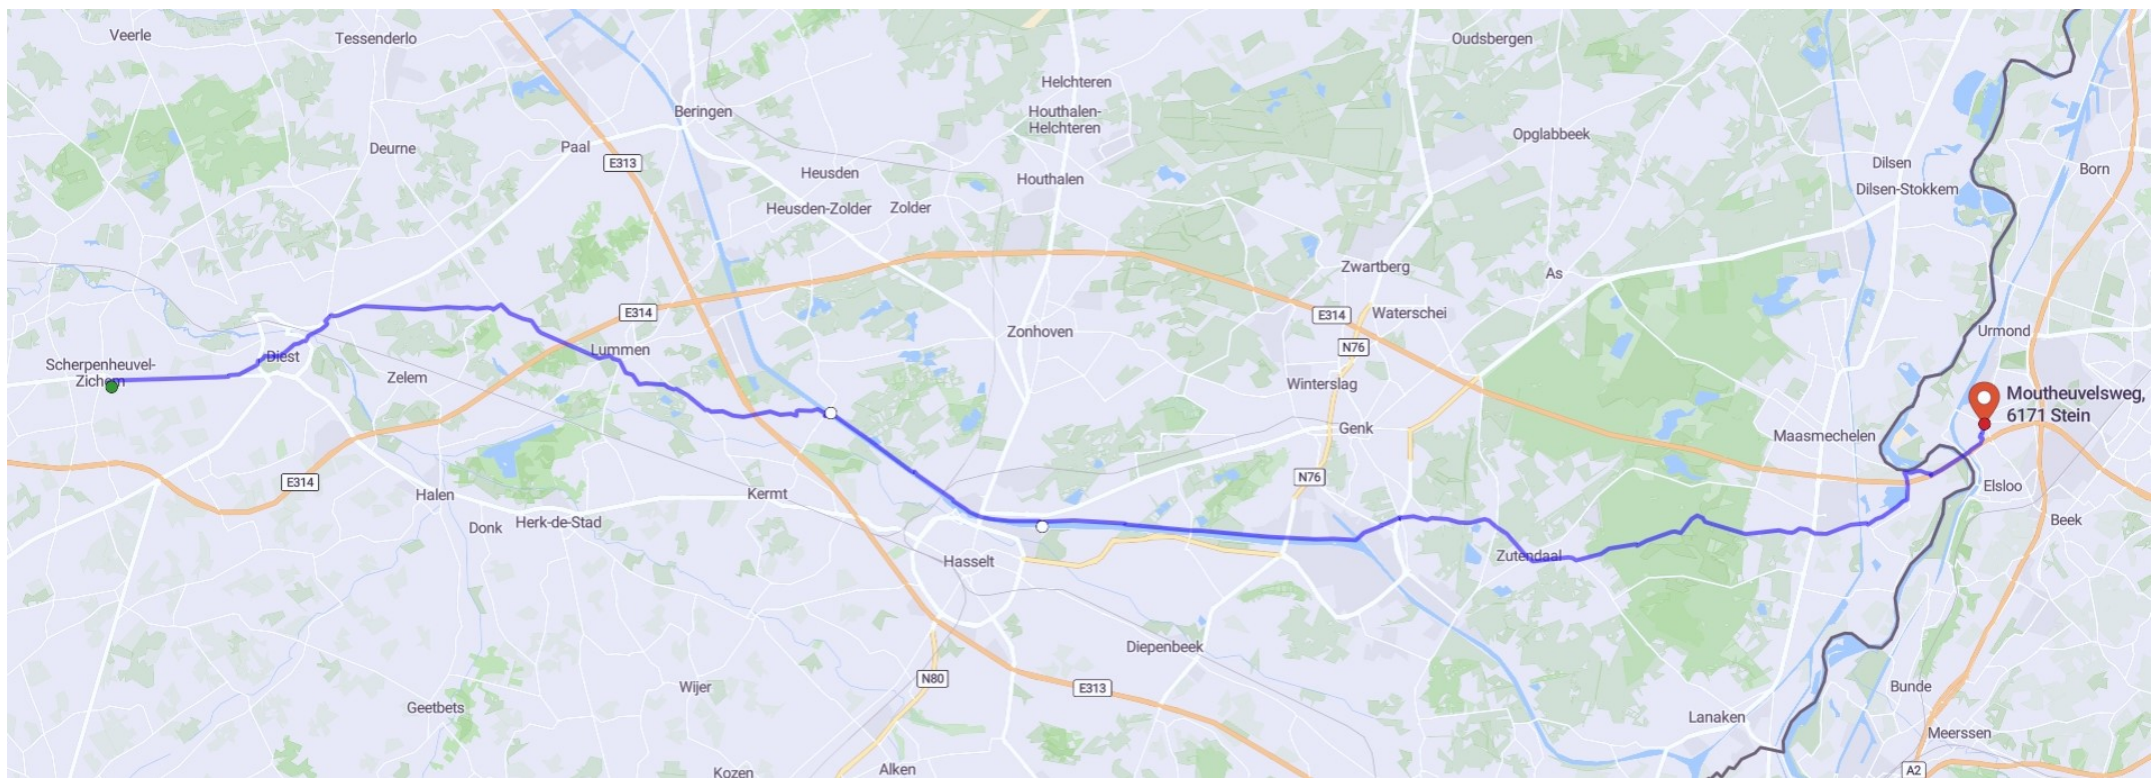 Veerle
Tessenderlo
Oudsbergen
Helchteren
Beringen
Houthalen-
Helchteren
Opglabbeek
Deurne
Paal
E313
Dilsen
Born
Heusden
Houthalen
Dilsen-Stokkem
Heusden-Zolder
Zolder
Zwartberg
As
E314
E314
Waterschei
Zonhoven
Urmond
N76
Diest
Lummen
Scherpenheuvel-
Zichem
Zelem
Winterslag
Moutheuvelsweg,
6171 Stein
Genk
Maasmechelen
E314
N76
Elsloo
Halen
Kermt
Donk
Herk-de-Stad
Beek
Hasselt
Zutendaal
Diepenbeek
N80
E313
Wijer
Bunde
Geetbets
Lanaken
Meerssen
Kozen
Alken
A2